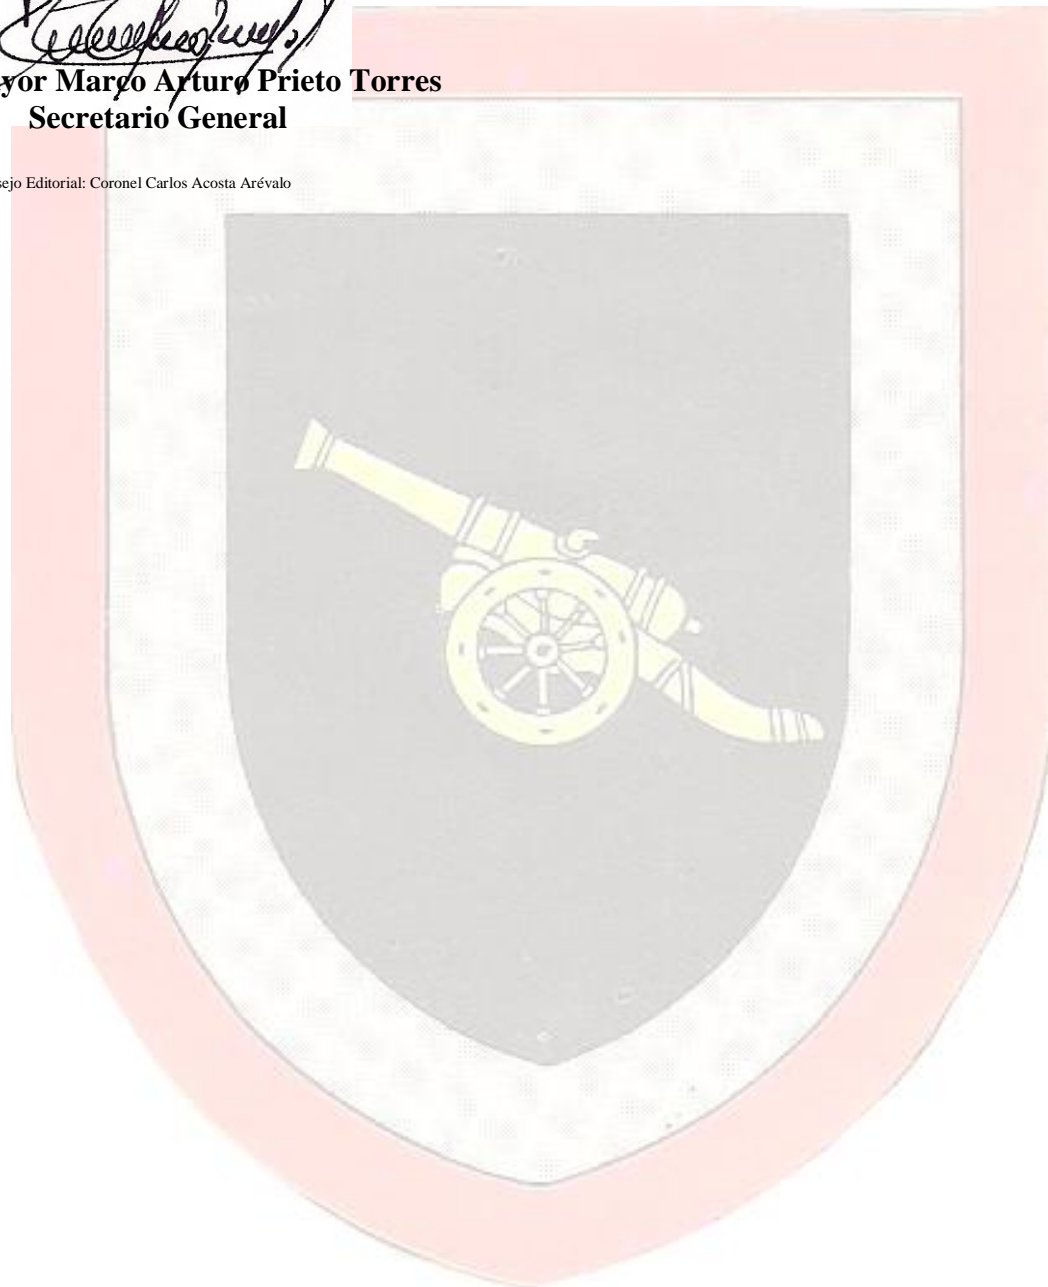 yor Marco Arturo Prieto Torres
Secretario General
sejo Editorial: Coronel Carlos Acosta Arévalo